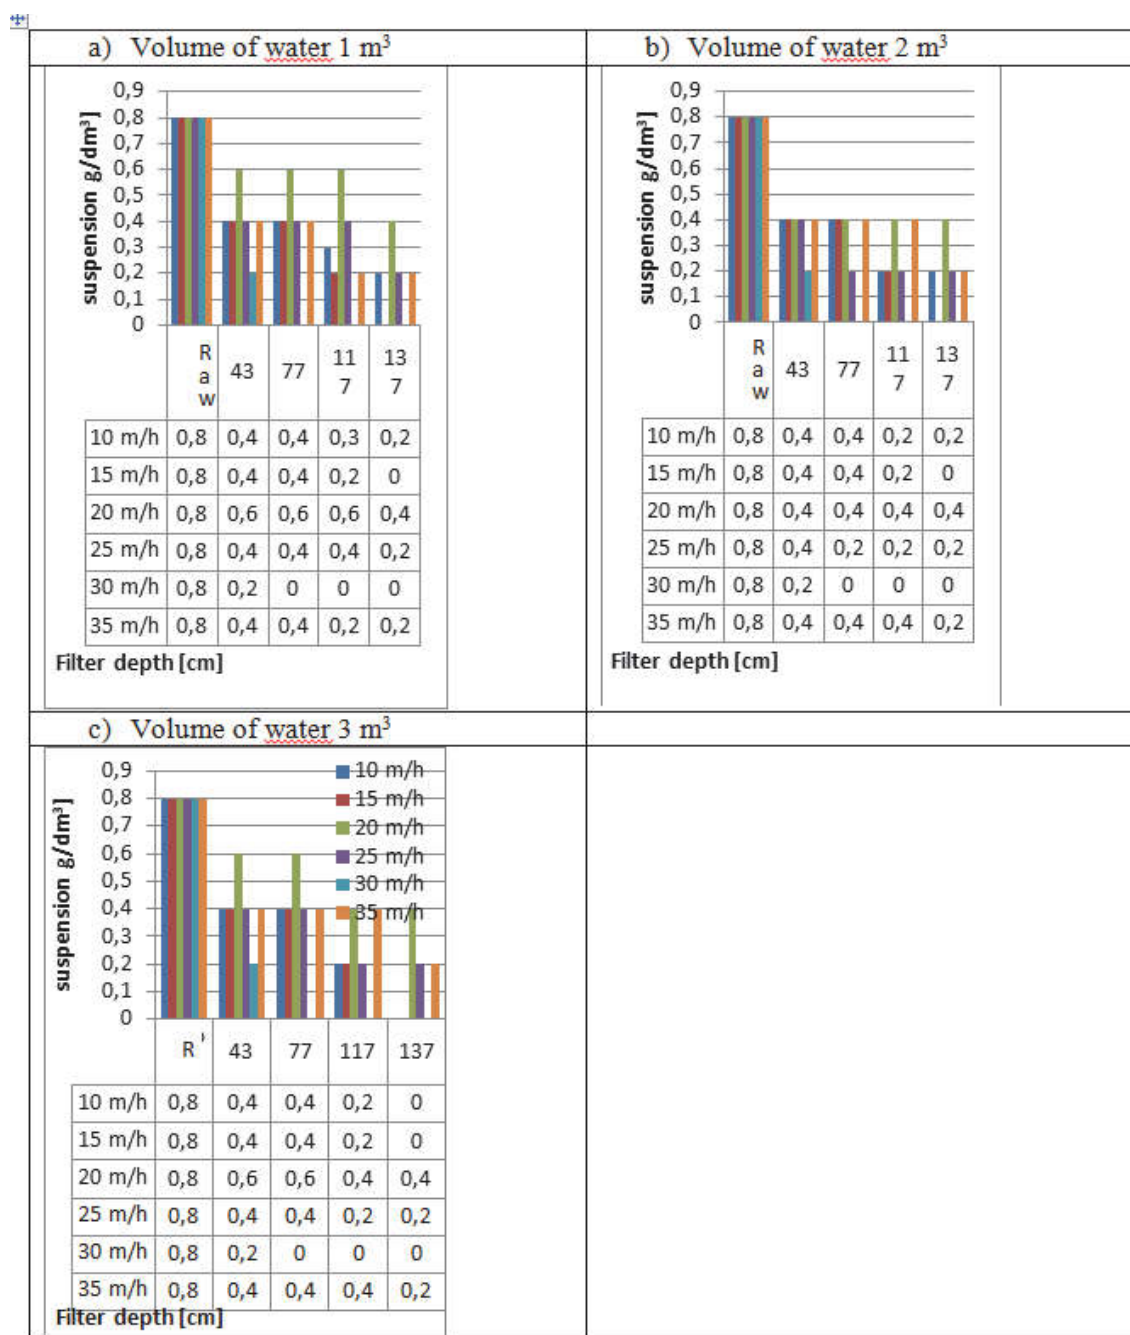 a) Volume of water 1 m³
suspension g/dm³]
0,9
0,8
0,7
0,6
0,5
0,4
0,3
0,2
0,1
0
Raw 43 77 117 137
10 m/h 0,8 0,4 0,4 0,3 0,2
15 m/h 0,8 0,4 0,4 0,2 0
20 m/h 0,8 0,6 0,6 0,6 0,4
25 m/h 0,8 0,4 0,4 0,4 0,2
30 m/h 0,8 0,2 0 0 0
35 m/h 0,8 0,4 0,4 0,2 0,2
Filter depth [cm]
b) Volume of water 2 m³
suspension g/dm³]
0,9
0,8
0,7
0,6
0,5
0,4
0,3
0,2
0,1
0
Raw 43 77 117 137
10 m/h 0,8 0,4 0,4 0,2 0,2
15 m/h 0,8 0,4 0,4 0,2 0
20 m/h 0,8 0,4 0,4 0,4 0,4
25 m/h 0,8 0,4 0,2 0,2 0,2
30 m/h 0,8 0,2 0 0 0
35 m/h 0,8 0,4 0,4 0,4 0,2
Filter depth [cm]
c) Volume of water 3 m³
suspension g/dm³]
0,9
0,8
0,7
0,6
0,5
0,4
0,3
0,2
0,1
0
10 m/h
15 m/h
20 m/h
25 m/h
30 m/h
35 m/h
R 43 77 117 137
10 m/h 0,8 0,4 0,4 0,2 0
15 m/h 0,8 0,4 0,4 0,2 0
20 m/h 0,8 0,6 0,6 0,4 0,4
25 m/h 0,8 0,4 0,4 0,2 0,2
30 m/h 0,8 0,2 0 0 0
35 m/h 0,8 0,4 0,4 0,4 0,2
Filter depth [cm]